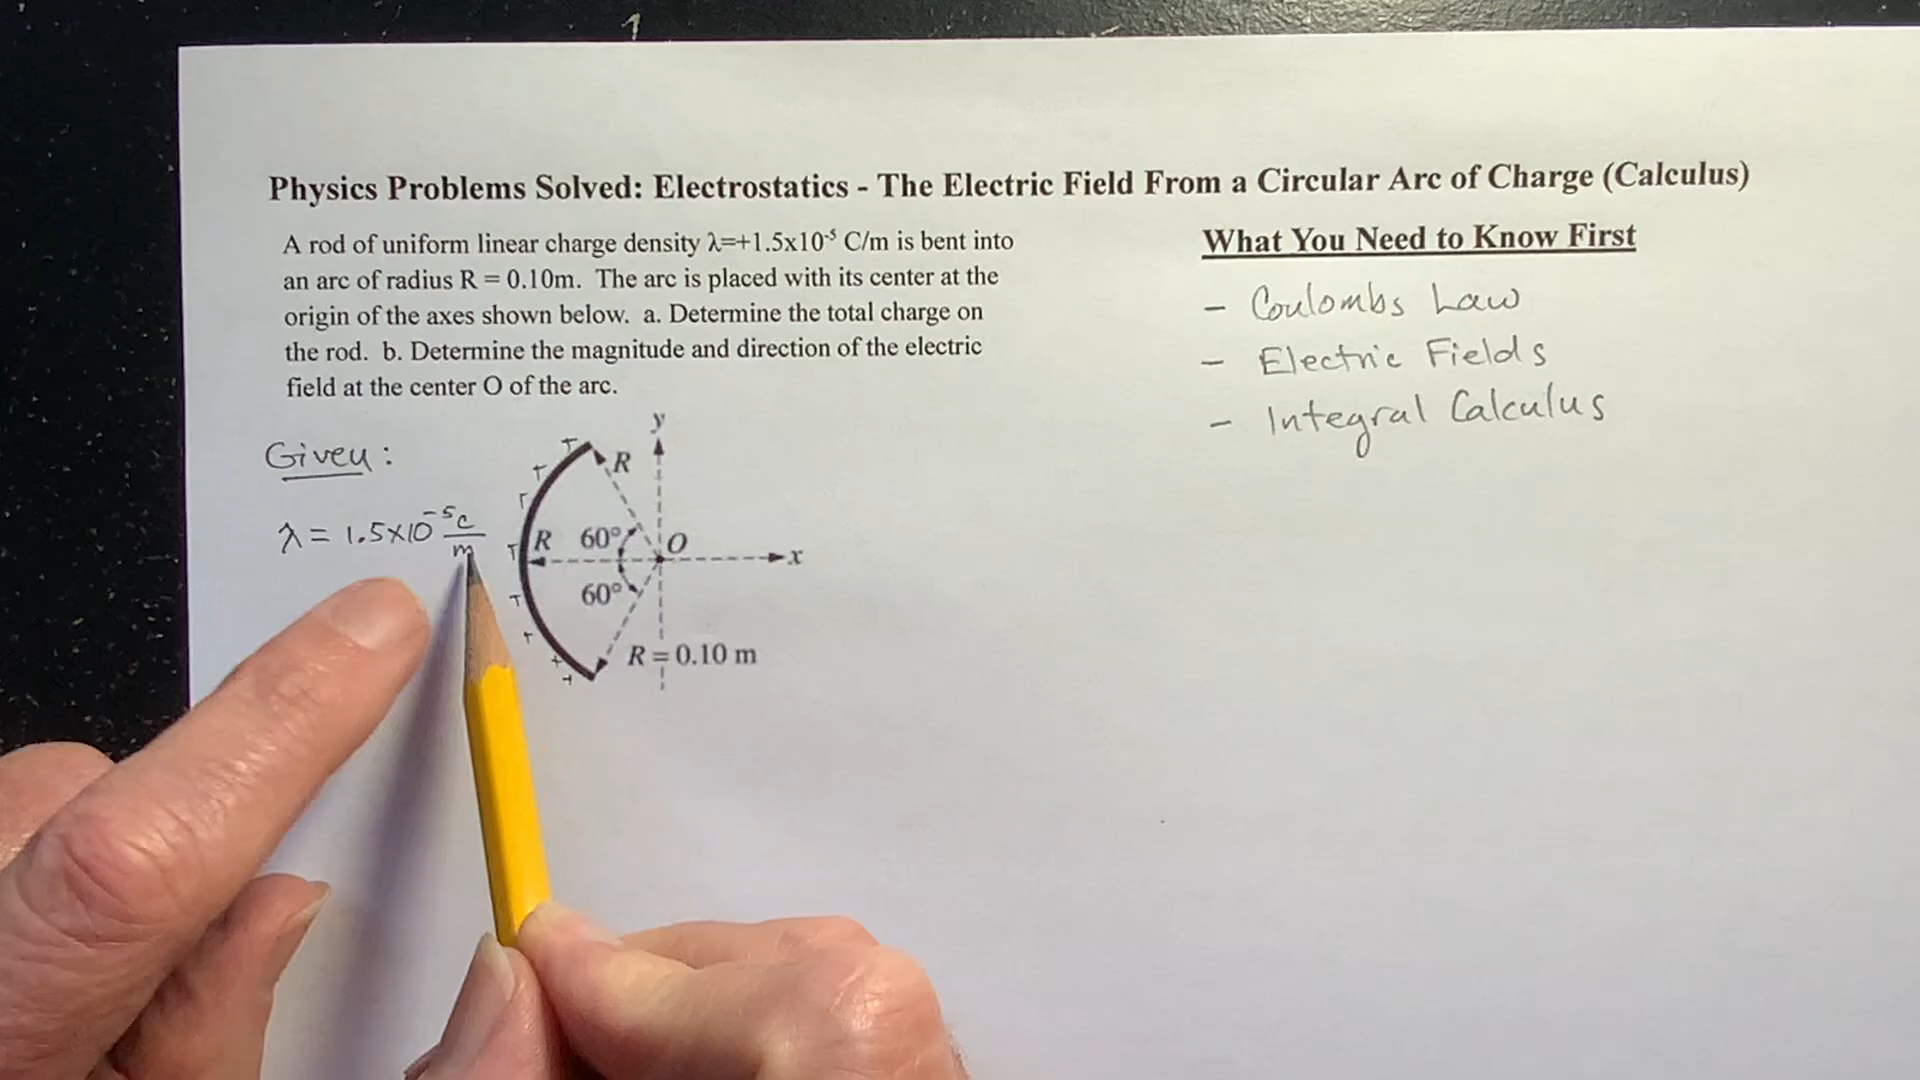 Physics Problems Solved: Electrostatics - The Electric Field From a Circular Arc of Charge (Calculus)
A rod of uniform linear charge density λ=+1.5x10⁻⁵ C/m is bent into
an arc of radius R = 0.10m. The arc is placed with its center at the
origin of the axes shown below. a. Determine the total charge on
the rod. b. Determine the magnitude and direction of the electric
field at the center O of the arc.
What You Need to Know First
- Coulombs Law
- Electric Fields
- Integral Calculus
Given:
λ = 1.5x10⁻⁵ C/m
y
R
R 60° O
x
60°
R = 0.10 m